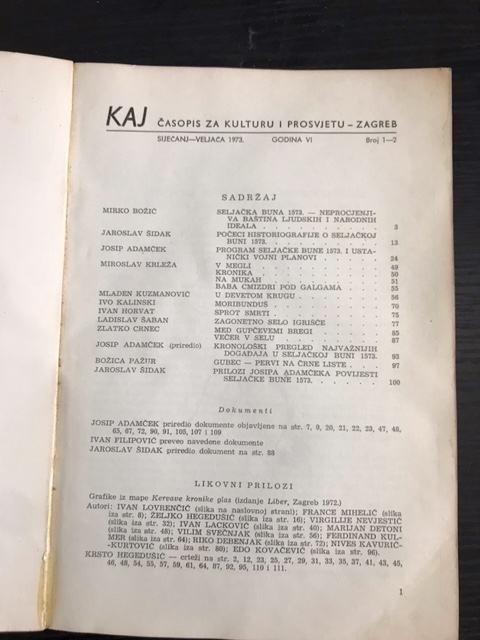 KAJ ČASOPIS ZA KULTURU I PROSVJETU – ZAGREB
SIJEČANJ—VELJAČA 1973. GODINA VI Broj 1—2
SADRŽAJ
MIRKO BOŽIĆ SELJAČKA BUNA 1573. — NEPROCJENJI-
VA BAŠTINA LJUDSKIH I NARODNIH
IDEALA . . . . . . . . . . 3
JAROSLAV ŠIDAK POČECI HISTORIOGRAFIJE O SELJAČKOJ
BUNI 1573. . . . . . . . . . 13
JOSIP ADAMČEK PROGRAM SELJAČKE BUNE 1573. I USTA-
NIČKI VOJNI PLANOVI . . . . . 24
MIROSLAV KRLEŽA V MEGLI . . . . . . . . . . 49
KRONIKA . . . . . . . . . . 50
NA MUKAH . . . . . . . . . . 51
BABA CMIZDRI POD GALGAMA . . . 55
MLADEN KUZMANOVIĆ U DEVETOM KRUGU . . . . . . 56
IVO KALINSKI MORIBUNDUŠ . . . . . . . . 70
IVAN HORVAT SPROT SMRTI . . . . . . . . 75
LADISLAV ŠABAN ZAGONETNO SELO IGRIŠĆE . . . . 77
ZLATKO CRNEC MED GUPČEVEMI BREGI . . . . . 85
VEČER V SELU . . . . . . . . 87
JOSIP ADAMČEK (priredio) KRONOLOŠKI PREGLED NAJVAŽNIJIH
DOGAĐAJA U SELJAČKOJ BUNI 1573. 93
BOŽICA PAŽUR GUBEC — PERVI NA ČRNE LISTE . . . 97
JAROSLAV ŠIDAK PRILOZI JOSIPA ADAMČEKA POVIJESTI
SELJAČKE BUNE 1573. . . . . . 100
Dokumenti
JOSIP ADAMČEK priredio dokumente objavljene na str. 7, 9, 20, 21, 22, 23, 47, 48,
65, 67, 72, 90, 91, 105, 107 i 109
IVAN FILIPOVIĆ preveo navedene dokumente
JAROSLAV ŠIDAK priredio dokument na str. 88
LIKOVNI PRILOZI
Grafike iz mape Kervave kronike glas (izdanje Liber, Zagreb 1972.)
Autori: IVAN LOVRENČIĆ (slika na naslovnoj strani); FRANCE MIHELIČ (slika
iza str. 8); ŽELJKO HEGEDUŠIĆ (slika iza str. 16); VIRGILIJE NEVJESTIĆ
(slika iza str. 32); IVAN LACKOVIĆ (slika iza str. 40); MARIJAN DETONI
(slika iza str. 48); VILIM SVEČNJAK (slika iza str. 56); FERDINAND KUL-
MER (slika iza str. 64); RIKO DEBENJAK (slika iza str. 72); NIVES KAVURIĆ-
-KURTOVIĆ (slika iza str. 80); EDO KOVAČEVIĆ (slika iza str. 96).
KRSTO HEGEDUŠIĆ — crteži na str. 2, 12, 23, 25, 27, 29, 31, 33, 35, 37, 41, 43, 45,
46, 48, 54, 55, 57, 59, 61, 64, 87, 92, 95, 110 i 111.
1